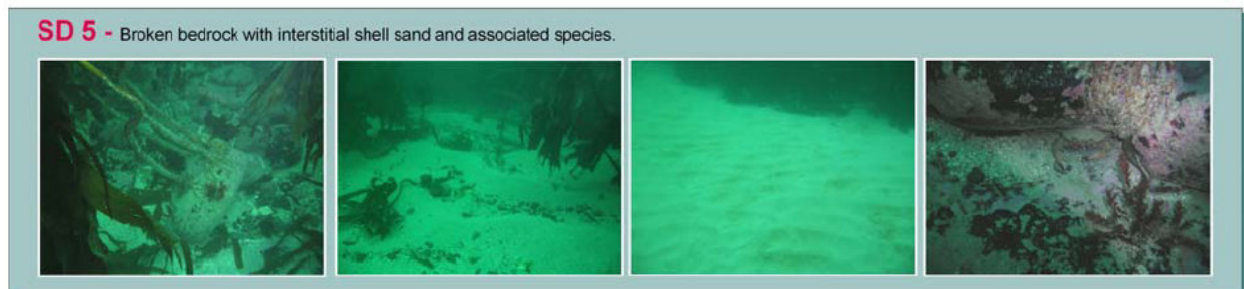 SD 5 - Broken bedrock with interstitial shell sand and associated species.